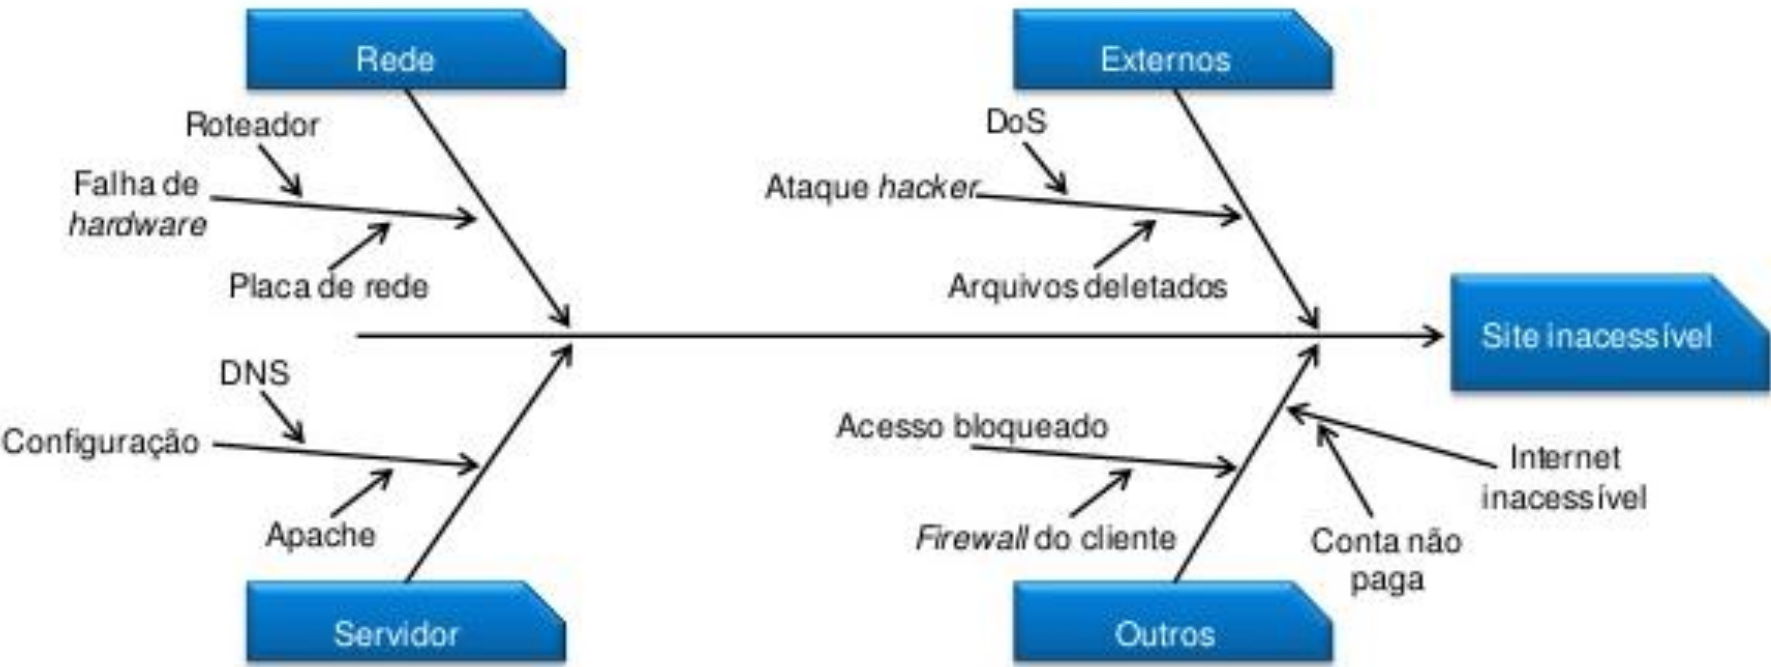 Rede
Externos
Roteador
DoS
Falha de
hardware
Ataque hacker
Placa de rede
Arquivos deletados
Site inacessível
DNS
Configuração
Acesso bloqueado
Internet
inacessível
Apache
Firewall do cliente
Conta não
paga
Servidor
Outros